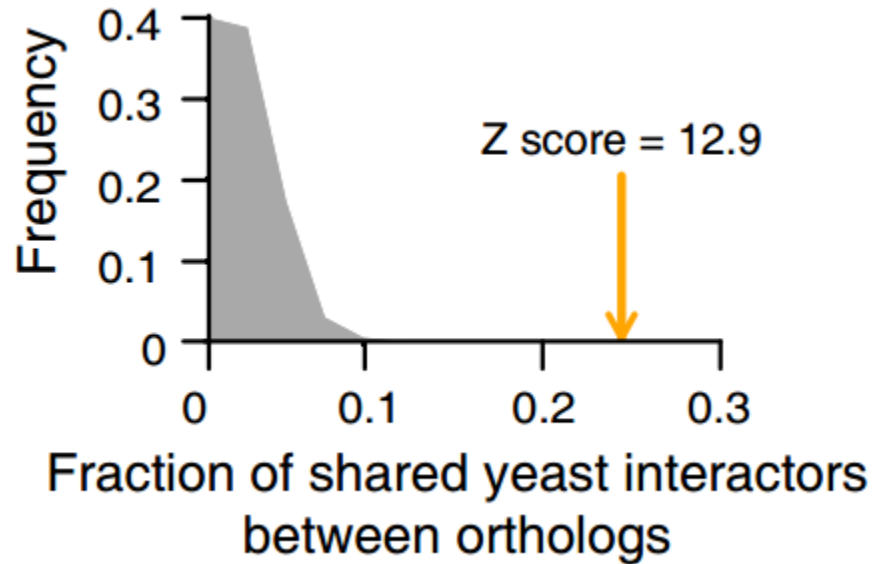 Frequency
0.4
0.3
0.2
0.1
0
Z score = 12.9
0 0.1 0.2 0.3
Fraction of shared yeast interactors
between orthologs